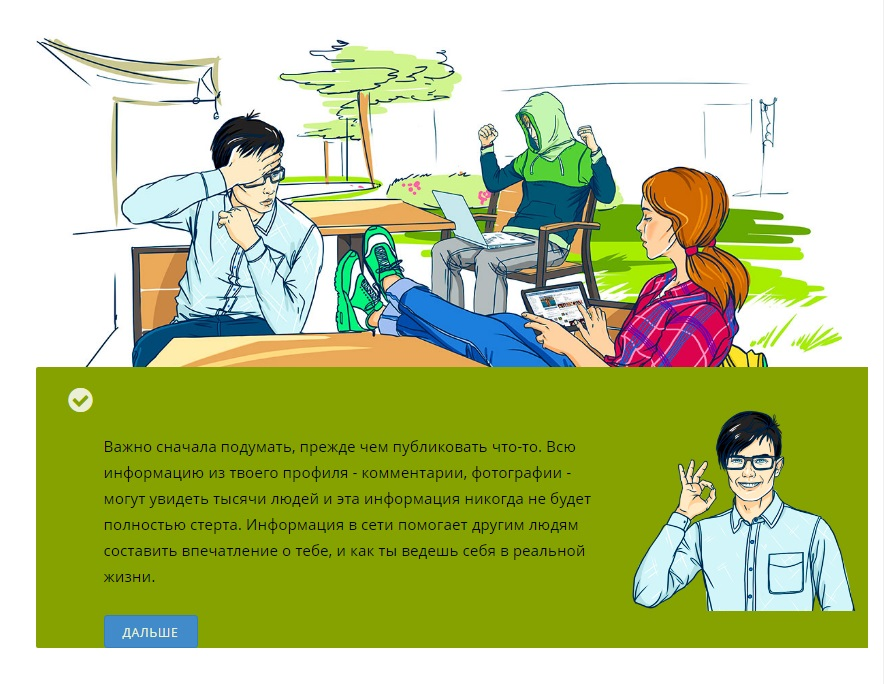 Важно сначала подумать, прежде чем публиковать что-то. Всю
информацию из твоего профиля - комментарии, фотографии -
могут увидеть тысячи людей и эта информация никогда не будет
полностью стерта. Информация в сети помогает другим людям
составить впечатление о тебе, и как ты ведешь себя в реальной
жизни.
ДАЛЬШЕ